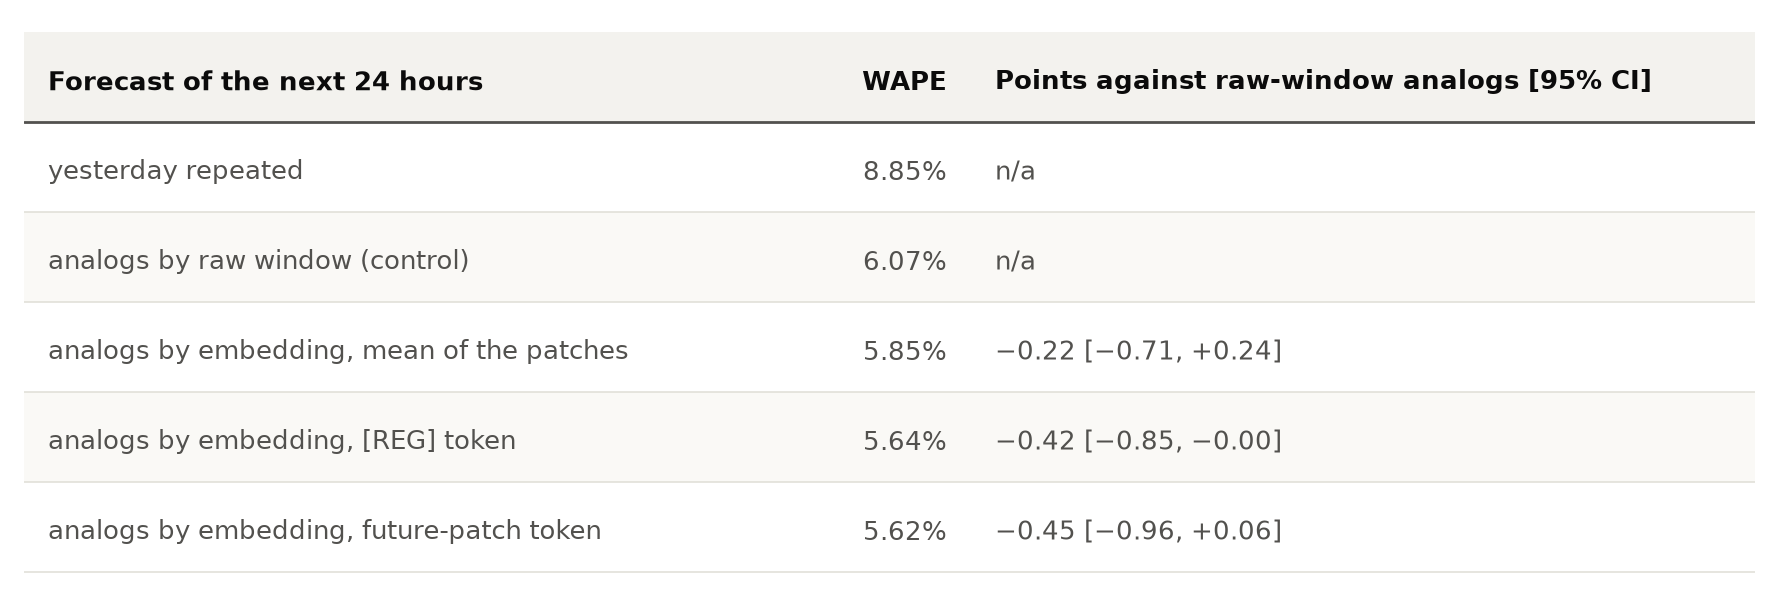 Forecast of the next 24 hours WAPE Points against raw-window analogs [95% CI]
yesterday repeated 8.85% n/a
analogs by raw window (control) 6.07% n/a
analogs by embedding, mean of the patches 5.85% −0.22 [−0.71, +0.24]
analogs by embedding, [REG] token 5.64% −0.42 [−0.85, −0.00]
analogs by embedding, future-patch token 5.62% −0.45 [−0.96, +0.06]